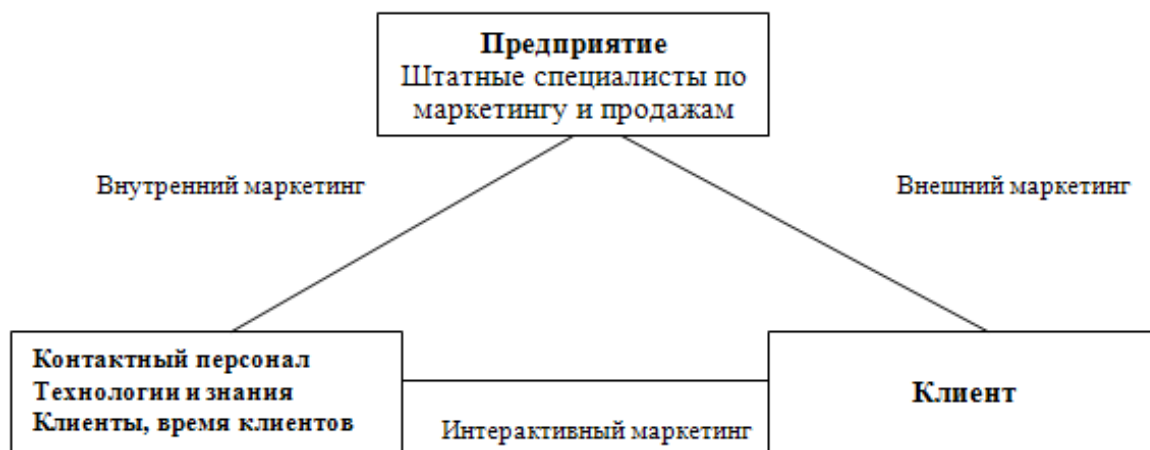 Предприятие
Штатные специалисты по
маркетингу и продажам
Внутренний маркетинг
Внешний маркетинг
Контактный персонал
Технологии и знания
Клиенты, время клиентов
Клиент
Интерактивный маркетинг